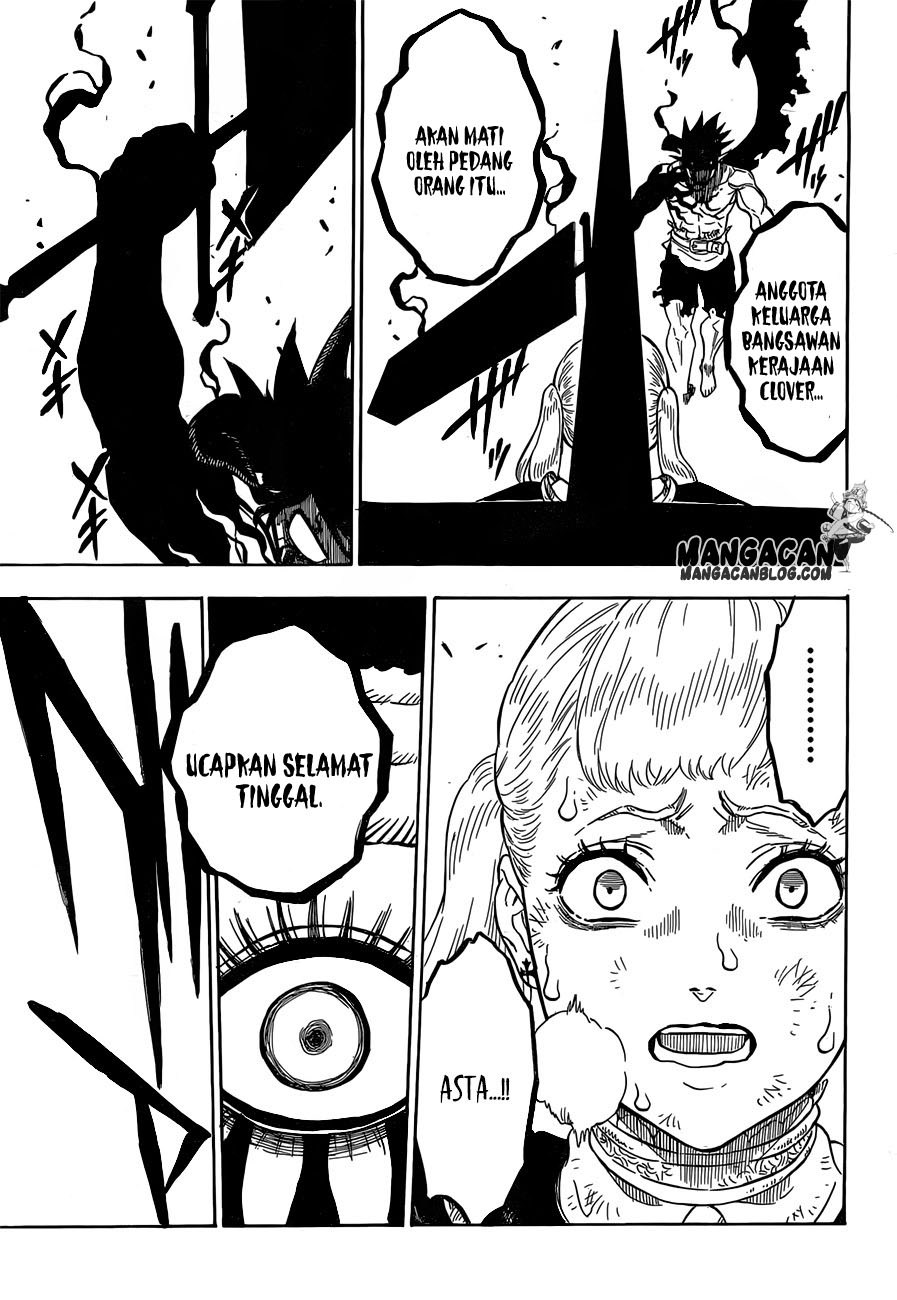 ANGGOTA
KELUARGA
BANGSAWAN
KERAJAAN
CLOVER...
AKAN MATI
OLEH PEDANG
ORANG ITU...
MANGACAN
MANGACANBLOG.COM
..........
ASTA...!!
UCAPKAN SELAMAT
TINGGAL.